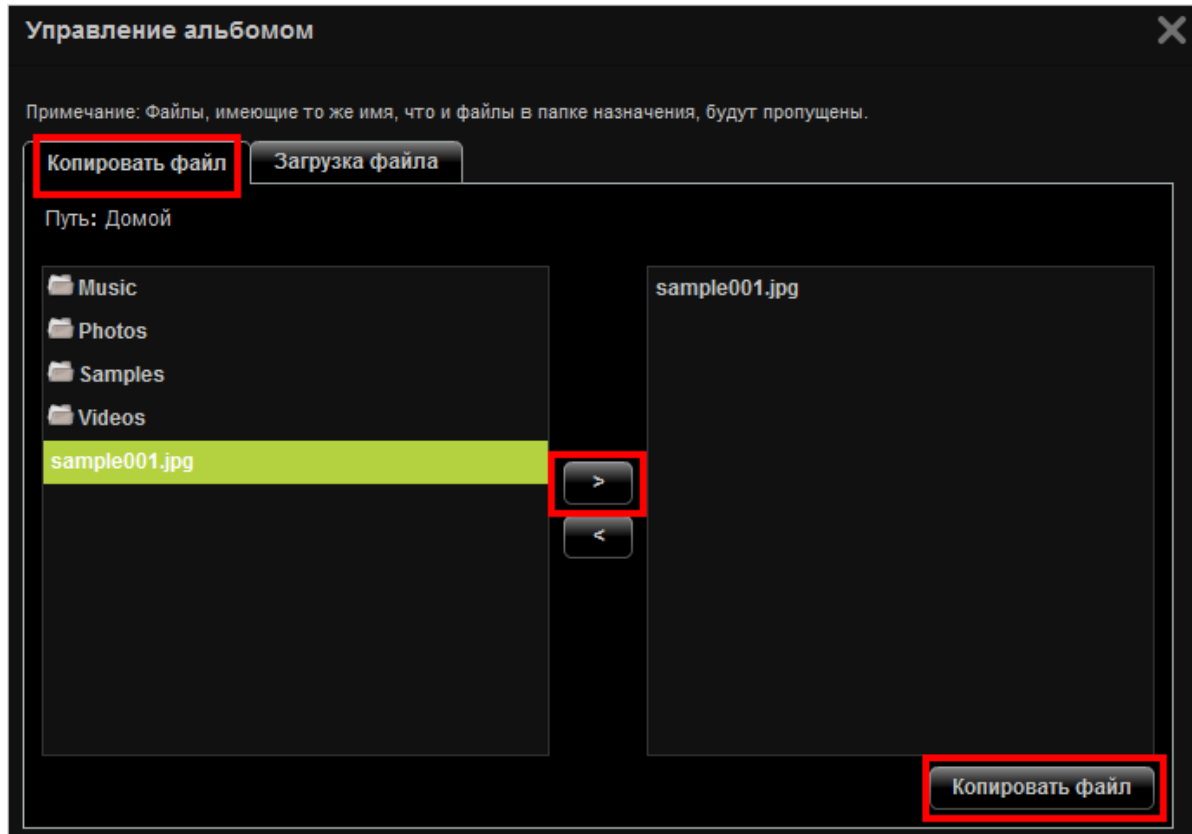 Управление альбомом
Примечание: Файлы, имеющие то же имя, что и файлы в папке назначения, будут пропущены.
Копировать файл
Загрузка файла
Путь: Домой
Music
Photos
Samples
Videos
sample001.jpg
>
<
sample001.jpg
Копировать файл